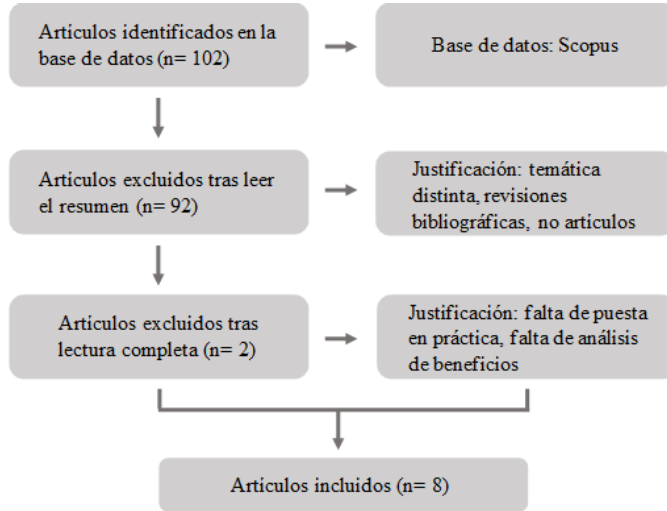 Artículos identificados en la
base de datos (n= 102)
Base de datos: Scopus
Artículos excluidos tras leer
el resumen (n= 92)
Justificación: temática
distinta, revisiones
bibliográficas, no artículos
Artículos excluidos tras
lectura completa (n= 2)
Justificación: falta de puesta
en práctica, falta de análisis
de beneficios
Artículos incluidos (n= 8)